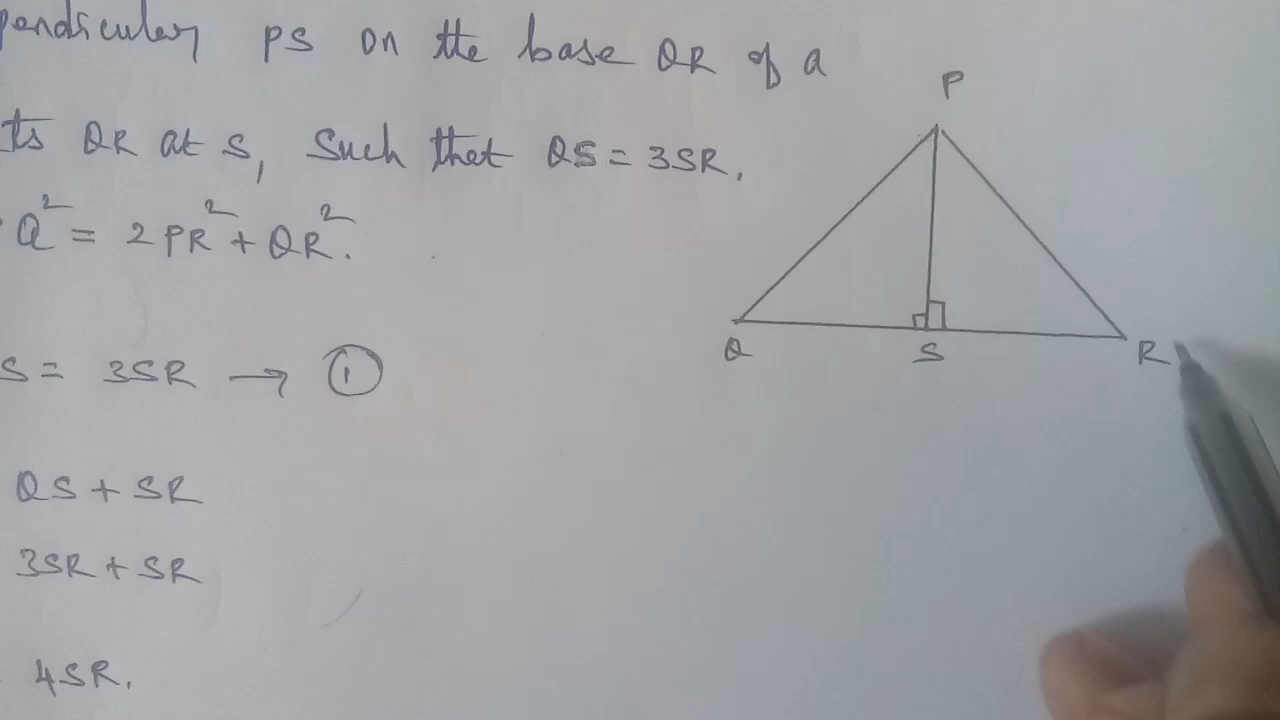 pendicular PS on the base QR of a
ts QR at S, Such that QS = 3SR.
Q² = 2PR² + QR².
S = 3SR → ①
QS + SR
3SR + SR
4SR.
P
Q
S
R